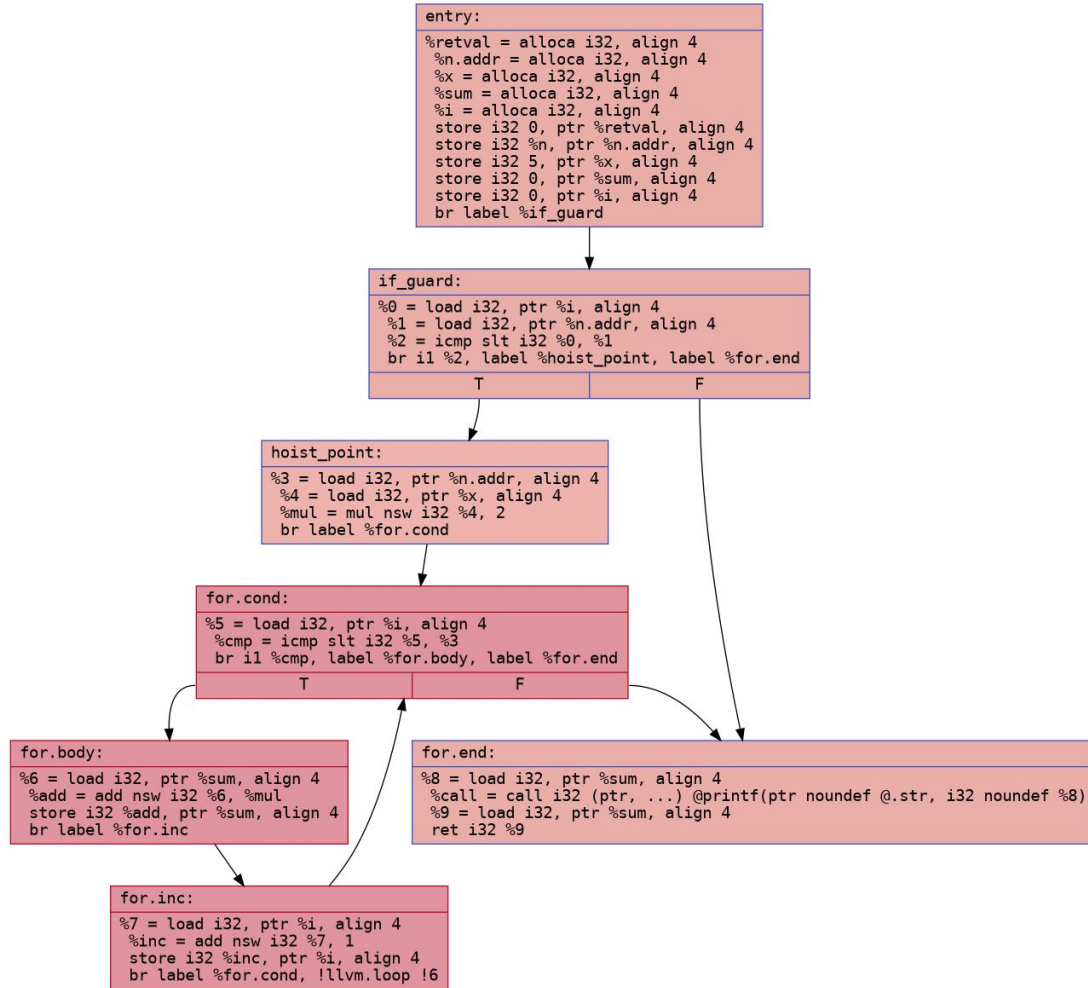 entry:
%retval = alloca i32, align 4
%n.addr = alloca i32, align 4
%x = alloca i32, align 4
%sum = alloca i32, align 4
%i = alloca i32, align 4
store i32 0, ptr %retval, align 4
store i32 %n, ptr %n.addr, align 4
store i32 5, ptr %x, align 4
store i32 0, ptr %sum, align 4
store i32 0, ptr %i, align 4
br label %if_guard
if_guard:
%0 = load i32, ptr %i, align 4
%1 = load i32, ptr %n.addr, align 4
%2 = icmp slt i32 %0, %1
br i1 %2, label %hoist_point, label %for.end
T F
hoist_point:
%3 = load i32, ptr %n.addr, align 4
%4 = load i32, ptr %x, align 4
%mul = mul nsw i32 %4, 2
br label %for.cond
for.cond:
%5 = load i32, ptr %i, align 4
%cmp = icmp slt i32 %5, %3
br i1 %cmp, label %for.body, label %for.end
T F
for.body:
%6 = load i32, ptr %sum, align 4
%add = add nsw i32 %6, %mul
store i32 %add, ptr %sum, align 4
br label %for.inc
for.end:
%8 = load i32, ptr %sum, align 4
%call = call i32 (ptr, ...) @printf(ptr noundef @.str, i32 noundef %8)
%9 = load i32, ptr %sum, align 4
ret i32 %9
for.inc:
%7 = load i32, ptr %i, align 4
%inc = add nsw i32 %7, 1
store i32 %inc, ptr %i, align 4
br label %for.cond, !llvm.loop !6